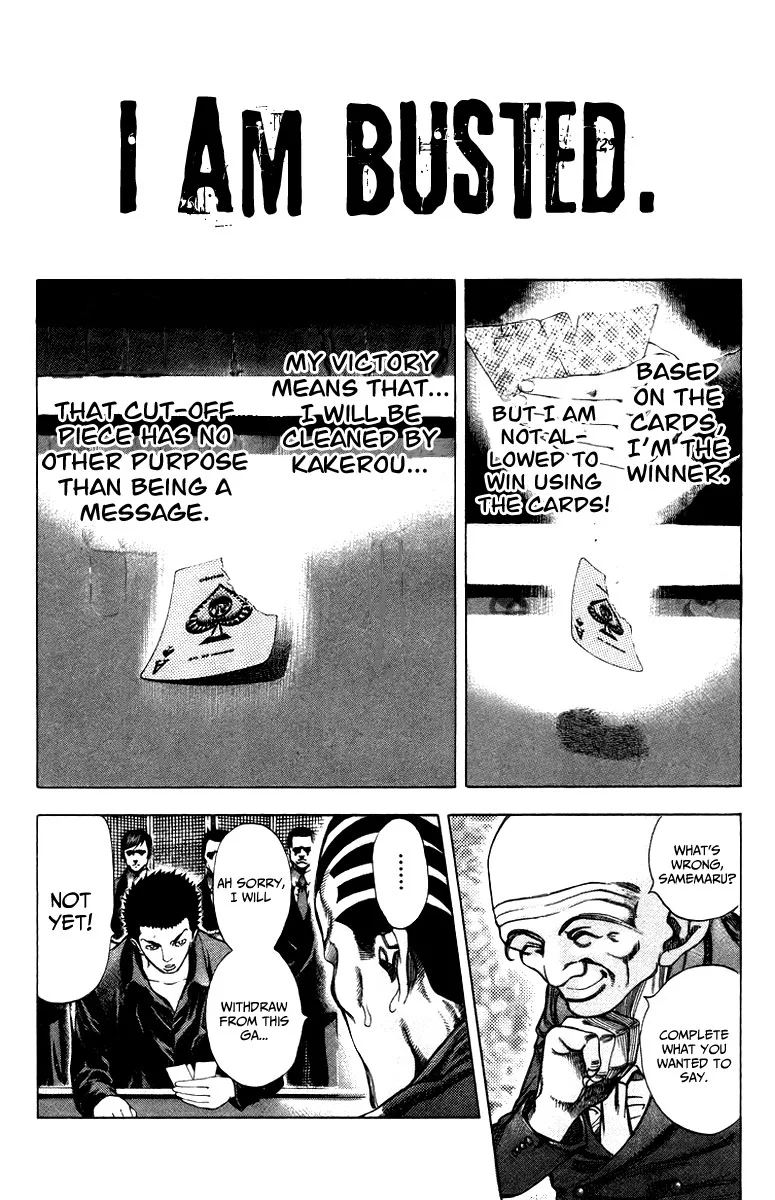 I AM BUSTED.
BASED
ON THE
CARDS,
I'M THE
WINNER.
BUT I AM
NOT AL-
LOWED TO
WIN USING
THE CARDS!
MY VICTORY
MEANS THAT...
I WILL BE
CLEANED BY
KAKEROU...
THAT CUT-OFF
PIECE HAS NO
OTHER PURPOSE
THAN BEING A
MESSAGE.
WHAT'S
WRONG,
SAMEMARU?
COMPLETE
WHAT YOU
WANTED TO
SAY.
......
AH SORRY,
I WILL
WITHDRAW
FROM THIS
GA...
NOT
YET!